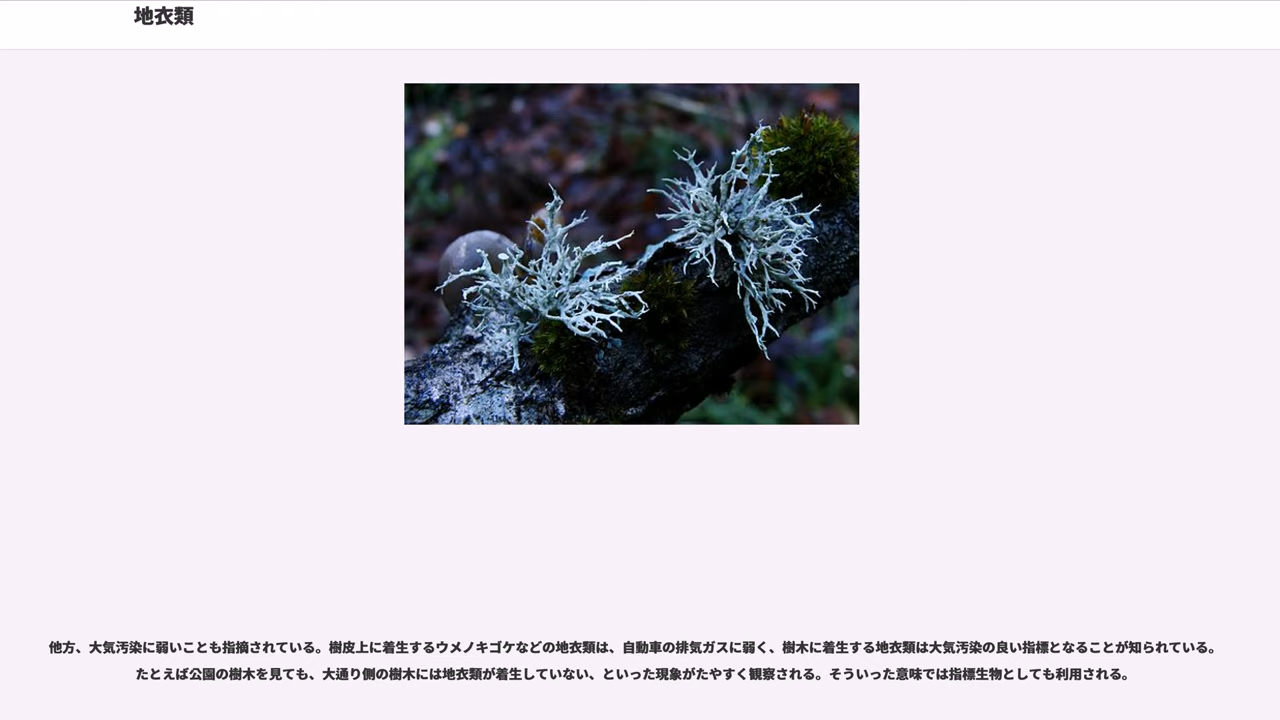 地衣類
他方、大気汚染に弱いことも指摘されている。樹皮上に着生するウメノキゴケなどの地衣類は、自動車の排気ガスに弱く、樹木に着生する地衣類は大気汚染の良い指標となることが知られている。
たとえば公園の樹木を見ても、大通り側の樹木には地衣類が着生していない、といった現象がたやすく観察される。そういった意味では指標生物としても利用される。